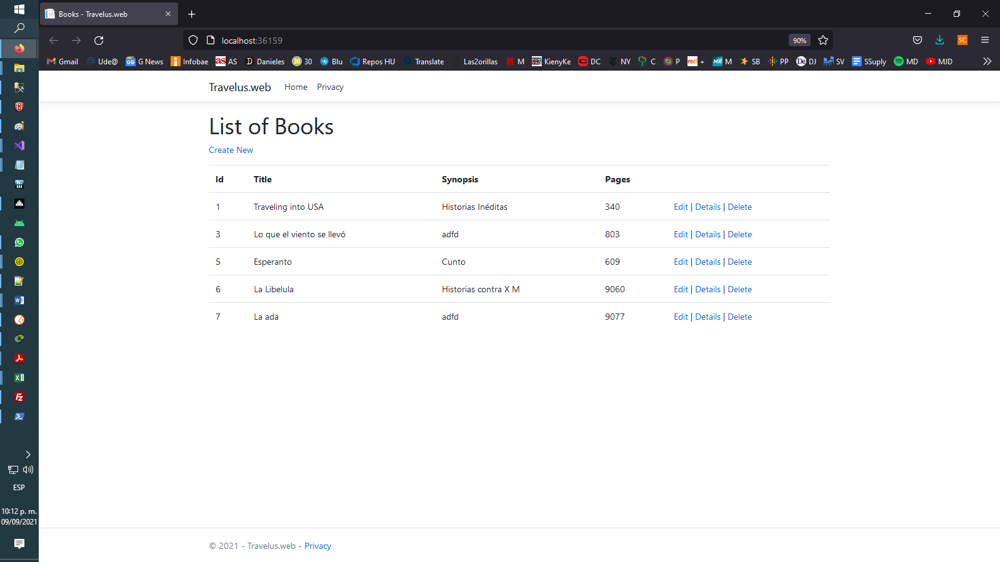 Books - Travelus.web
localhost:36159
90%
SC
Gmail Ude@ G News Infobae AS Danieles 30 Blu Repos HU Translate Las2orillas M KienyKe DC NY C P + M SB PP DJ SV SSuply MD MJD
Travelus.web Home Privacy
List of Books
Create New
Id Title Synopsis Pages
1 Traveling into USA Historias Inéditas 340 Edit | Details | Delete
3 Lo que el viento se llevó adfd 803 Edit | Details | Delete
5 Esperanto Cunto 609 Edit | Details | Delete
6 La Libelula Historias contra X M 9060 Edit | Details | Delete
7 La ada adfd 9077 Edit | Details | Delete
© 2021 - Travelus.web - Privacy
ESP
10:12 p. m.
09/09/2021